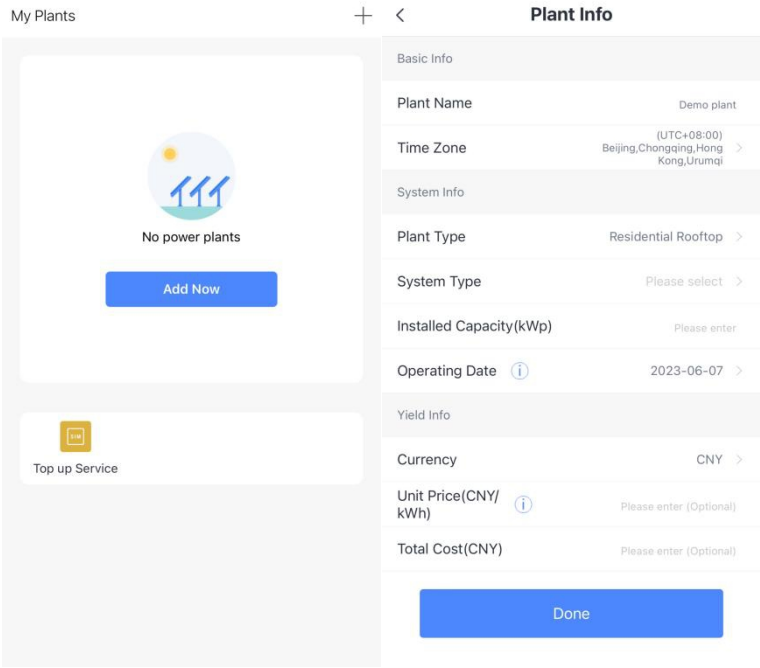 My Plants
No power plants
Add Now
SIM
Top up Service
Plant Info
Basic Info
Plant Name
Demo plant
Time Zone
(UTC+08:00)
Beijing,Chongqing,Hong
Kong,Urumqi
System Info
Plant Type
Residential Rooftop
System Type
Please select
Installed Capacity(kWp)
Please enter
Operating Date
2023-06-07
Yield Info
Currency
CNY
Unit Price(CNY/
kWh)
Please enter (Optional)
Total Cost(CNY)
Please enter (Optional)
Done